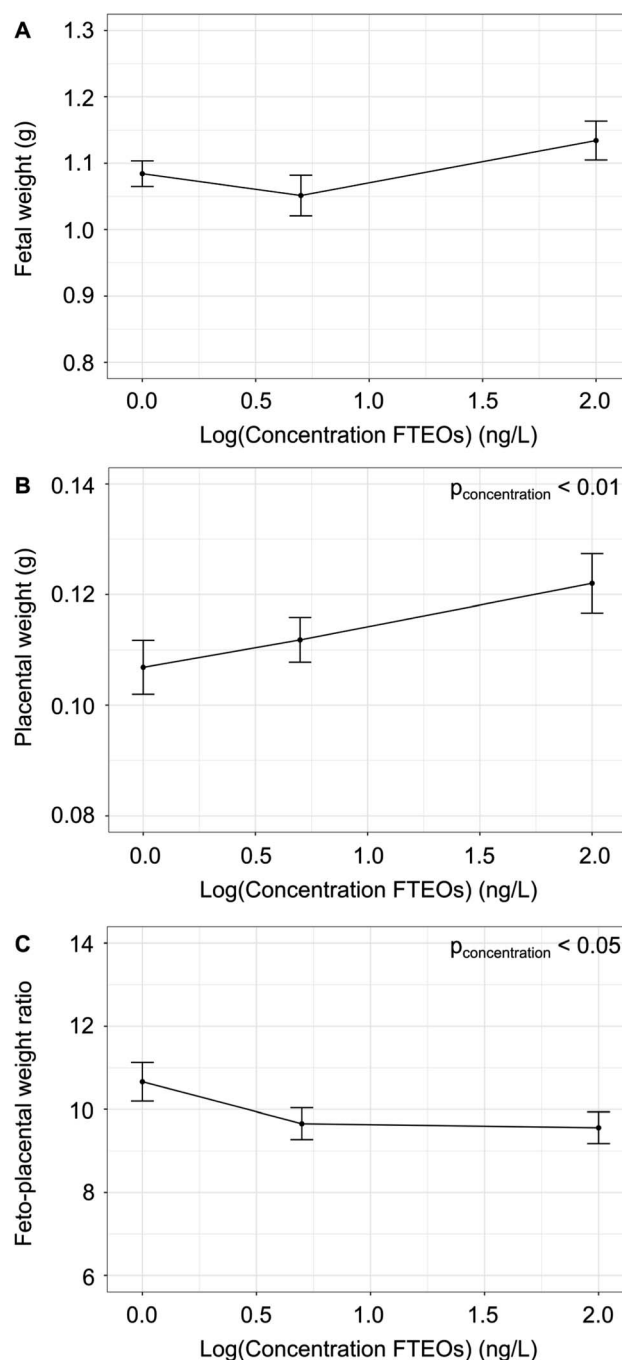 A
Fetal weight (g)
1.3
1.2
1.1
1.0
0.9
0.8
0.0 0.5 1.0 1.5 2.0
Log(Concentration FTEOs) (ng/L)
B
pconcentration < 0.01
Placental weight (g)
0.14
0.12
0.10
0.08
0.0 0.5 1.0 1.5 2.0
Log(Concentration FTEOs) (ng/L)
C
pconcentration < 0.05
Feto-placental weight ratio
14
12
10
8
6
0.0 0.5 1.0 1.5 2.0
Log(Concentration FTEOs) (ng/L)